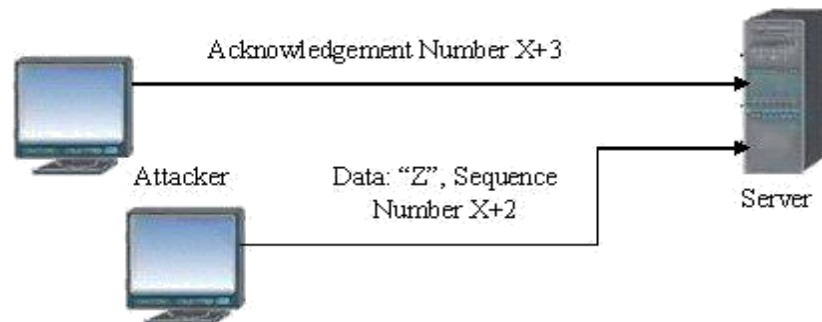 Acknowledgement Number X+3
Attacker
Data: “Z”, Sequence
Number X+2
Server